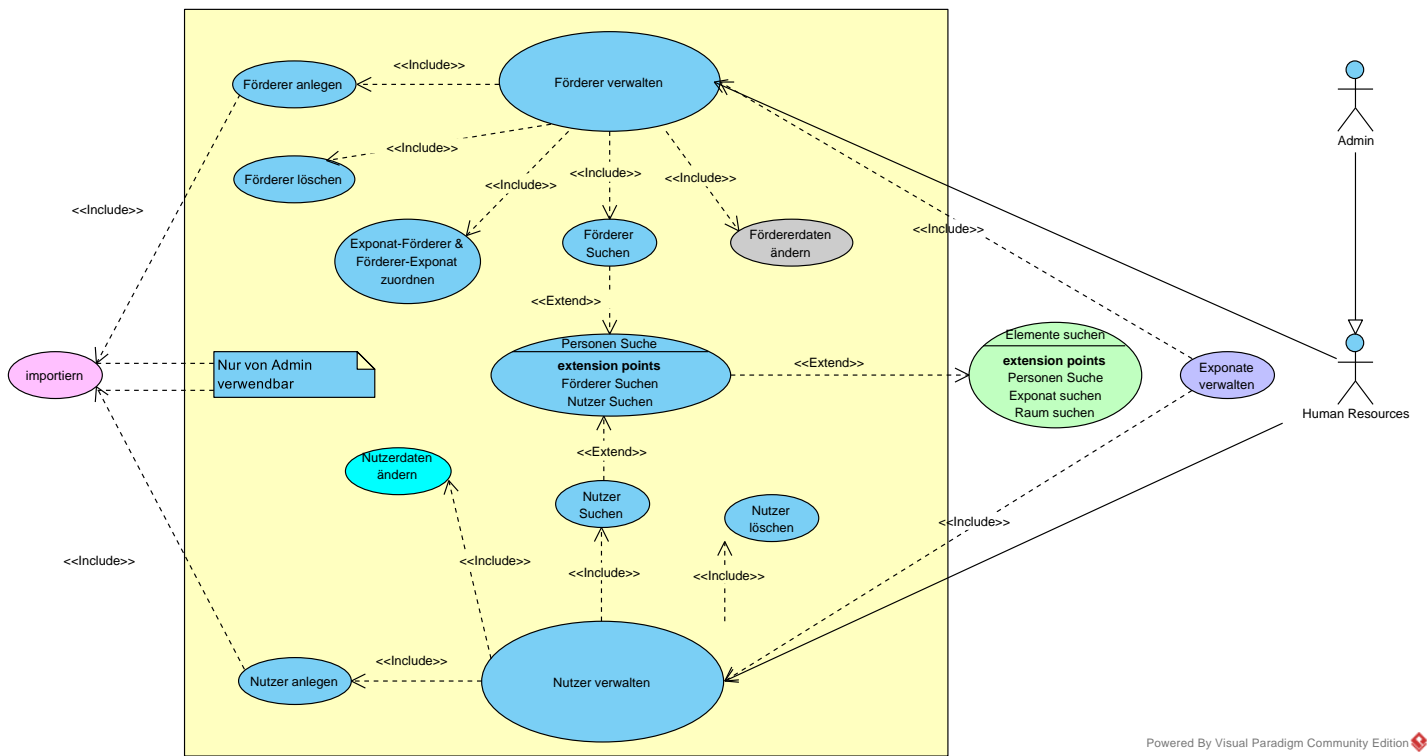 <<Include>>
Förderer anlegen
Förderer verwalten
<<Include>>
Förderer löschen
<<Include>>
<<Include>>
<<Include>>
<<Include>>
<<Include>>
Exponat-Förderer &
Förderer-Exponat
zuordnen
Förderer
Suchen
Fördererdaten
ändern
<<Include>>
Admin
<<Extend>>
importieren
Nur von Admin
verwendbar
Personen Suche
extension points
Förderer Suchen
Nutzer Suchen
<<Extend>>
Elemente suchen
extension points
Personen Suche
Exponat suchen
Raum suchen
Exponate
verwalten
Human Resources
<<Extend>>
Nutzerdaten
ändern
Nutzer
Suchen
Nutzer
löschen
<<Include>>
<<Include>>
<<Include>>
<<Include>>
<<Include>>
<<Include>>
Nutzer anlegen
Nutzer verwalten
Powered By Visual Paradigm Community Edition